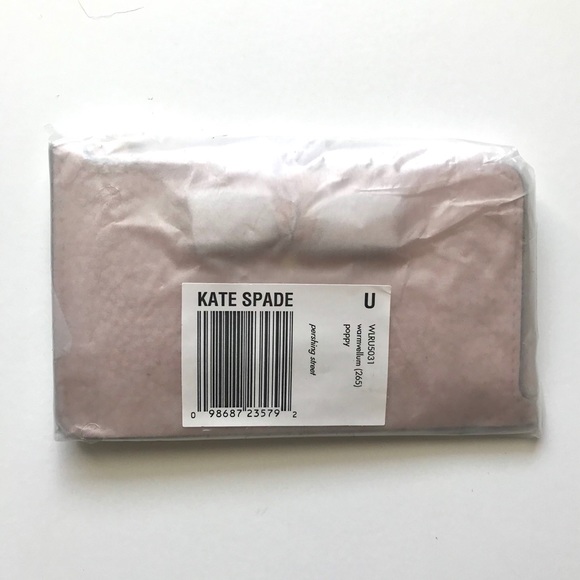 KATE SPADE
U
0 98687 23579 2
WLRU5031
warmvellum (265)
poppy
pershing street